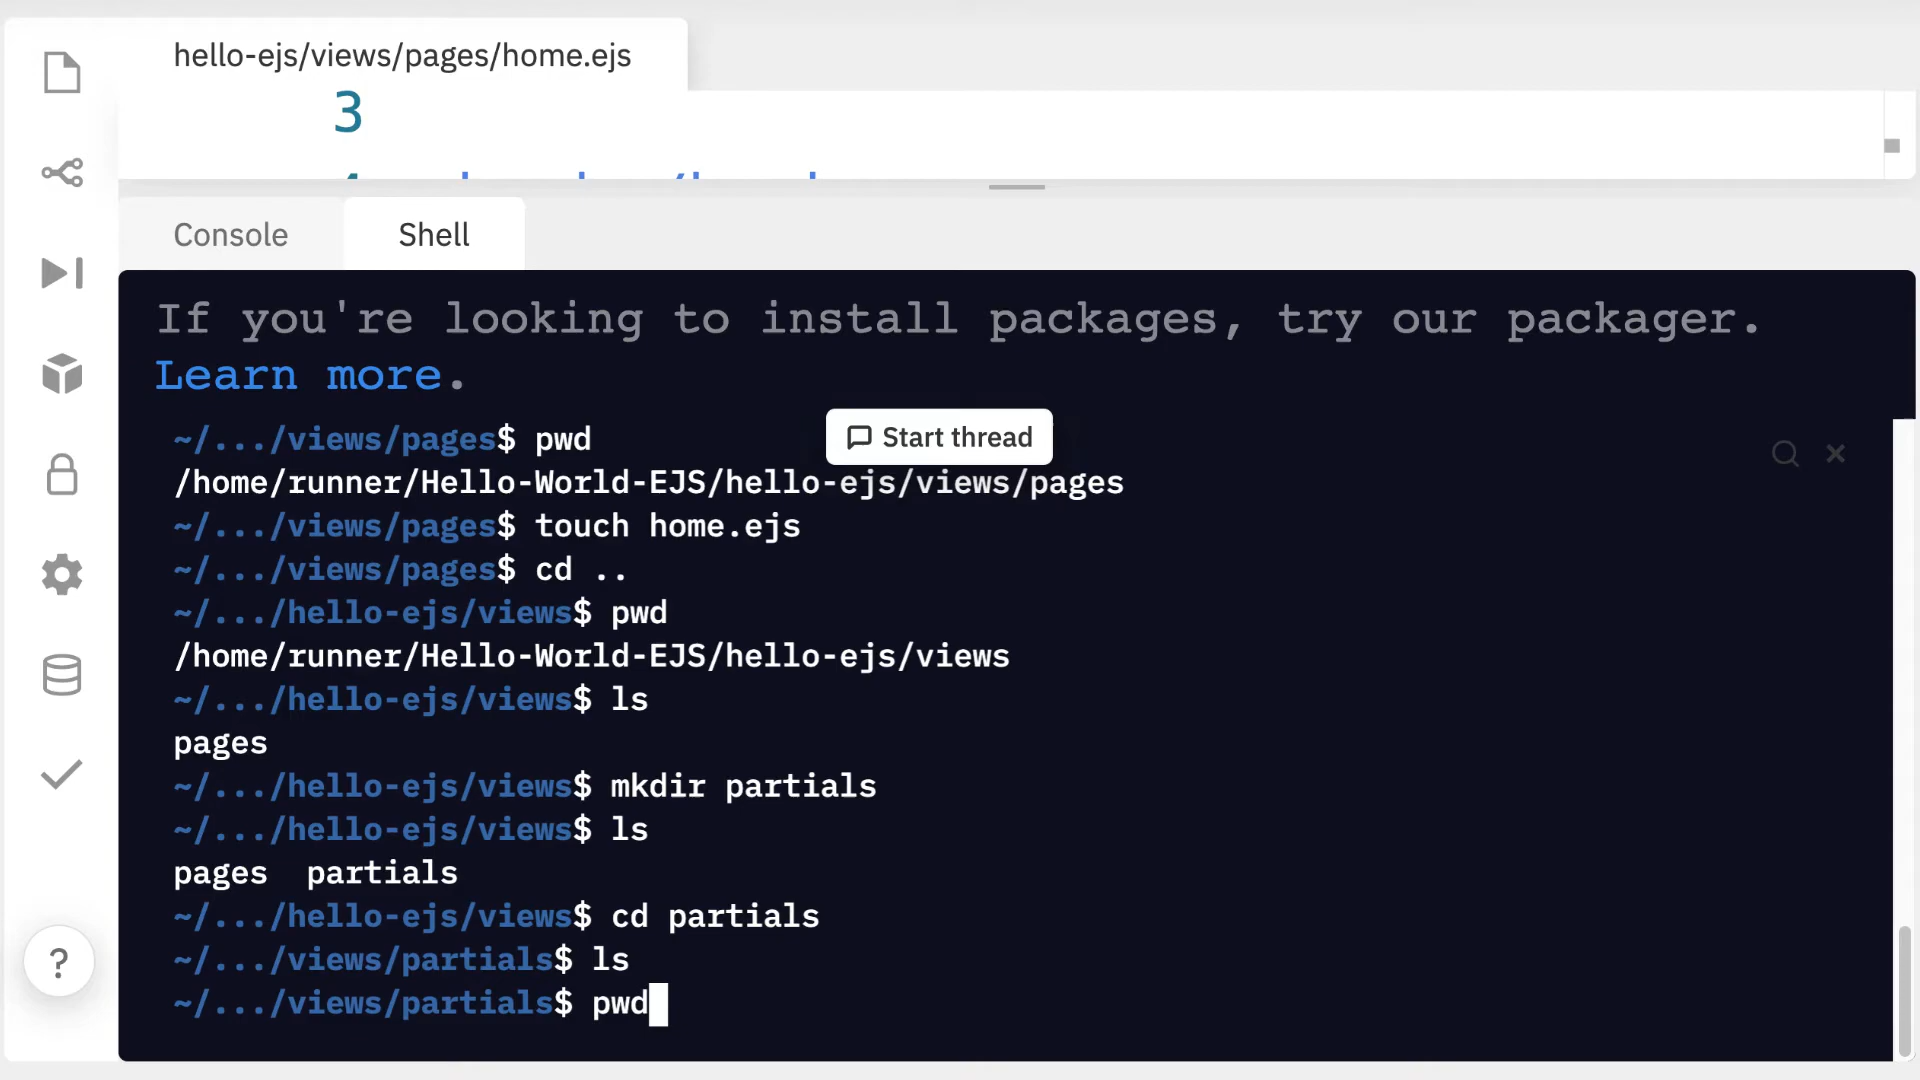 hello-ejs/views/pages/home.ejs
3
Console
Shell
If you're looking to install packages, try our packager.
Learn more.
~/.../views/pages$ pwd
Start thread
/home/runner/Hello-World-EJS/hello-ejs/views/pages
~/.../views/pages$ touch home.ejs
~/.../views/pages$ cd ..
~/.../hello-ejs/views$ pwd
/home/runner/Hello-World-EJS/hello-ejs/views
~/.../hello-ejs/views$ ls
pages
~/.../hello-ejs/views$ mkdir partials
~/.../hello-ejs/views$ ls
pages  partials
~/.../hello-ejs/views$ cd partials
~/.../views/partials$ ls
~/.../views/partials$ pwd
?